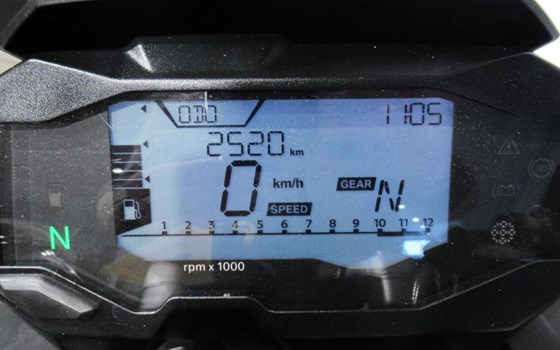 ODO 11:05
2520 km
0 km/h GEAR N
SPEED
1 2 3 4 5 6 7 8 9 10 11 12
N
rpm x 1000